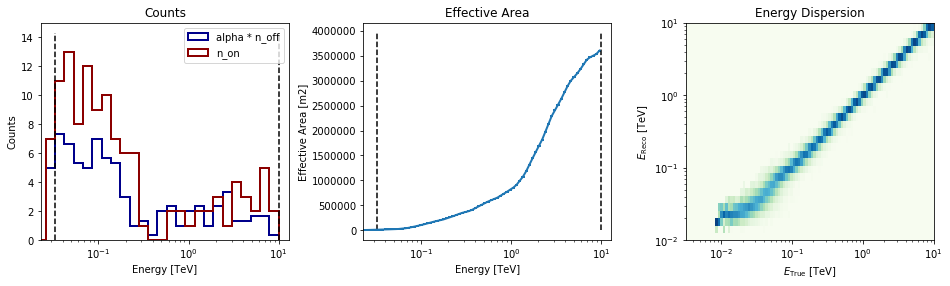 Counts
Counts
14
12
10
8
6
4
2
0
alpha * n_off
n_on
10⁻¹
10⁰
10¹
Energy [TeV]
Effective Area
Effective Area [m2]
4000000
3500000
3000000
2500000
2000000
1500000
1000000
500000
0
10⁻¹
10⁰
10¹
Energy [TeV]
Energy Dispersion
E_Reco [TeV]
10¹
10⁰
10⁻¹
10⁻²
10⁻²
10⁻¹
10⁰
10¹
E_True [TeV]